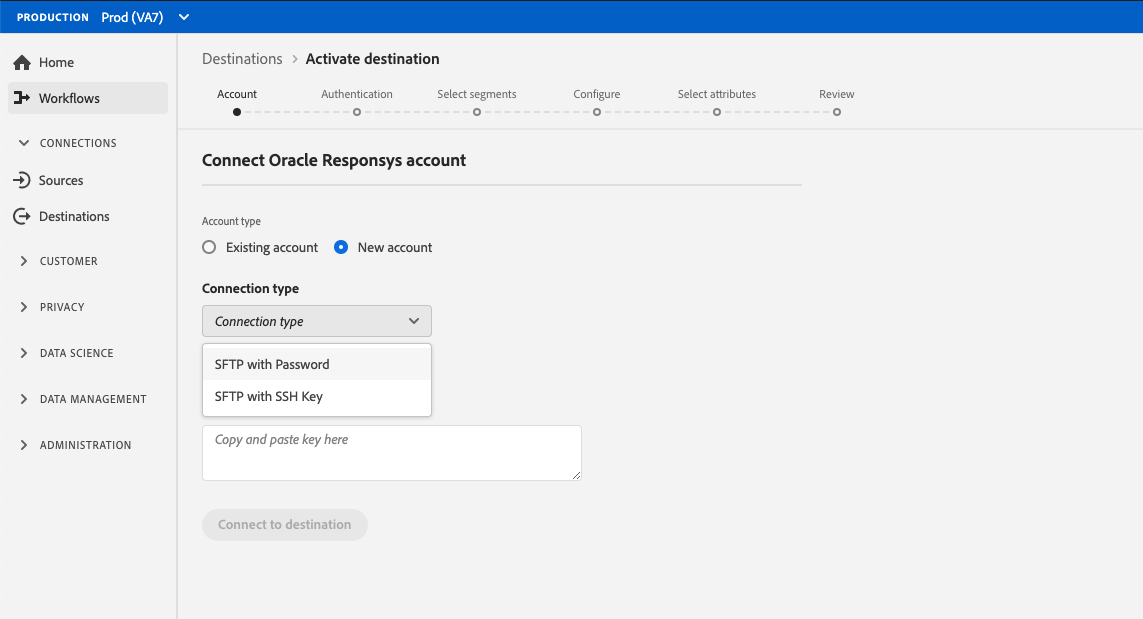 PRODUCTION Prod (VA7)
Home
Workflows
CONNECTIONS
Sources
Destinations
CUSTOMER
PRIVACY
DATA SCIENCE
DATA MANAGEMENT
ADMINISTRATION
Destinations > Activate destination
Account Authentication Select segments Configure Select attributes Review
Connect Oracle Responsys account
Account type
Existing account New account
Connection type
Connection type
SFTP with Password
SFTP with SSH Key
Copy and paste key here
Connect to destination